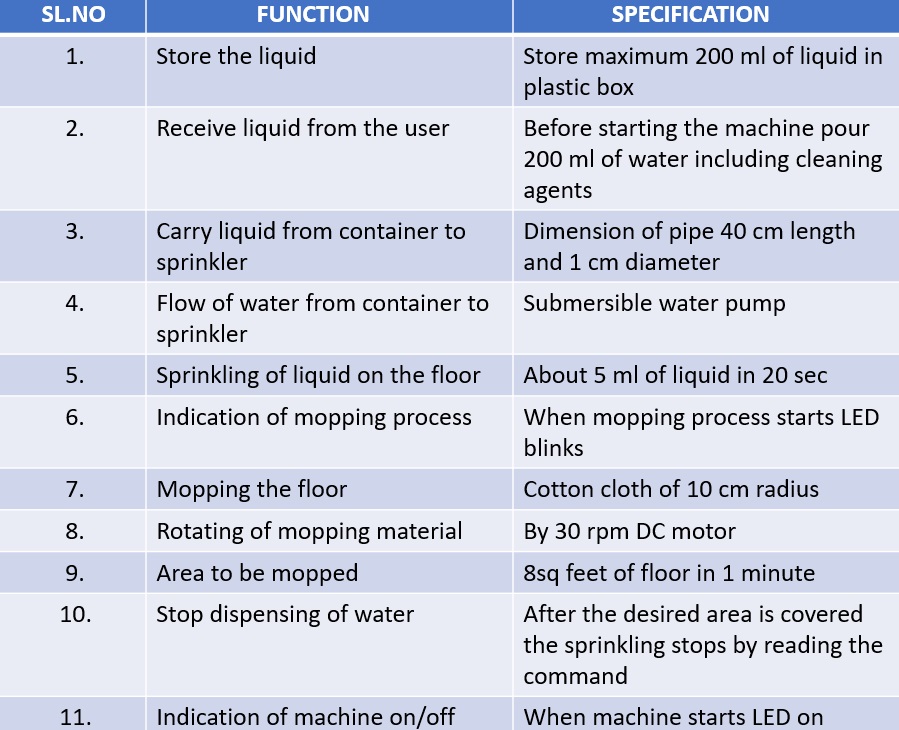 SL.NO FUNCTION SPECIFICATION
1. Store the liquid Store maximum 200 ml of liquid in
plastic box
2. Receive liquid from the user Before starting the machine pour
200 ml of water including cleaning
agents
3. Carry liquid from container to Dimension of pipe 40 cm length
sprinkler and 1 cm diameter
4. Flow of water from container to Submersible water pump
sprinkler
5. Sprinkling of liquid on the floor About 5 ml of liquid in 20 sec
6. Indication of mopping process When mopping process starts LED
blinks
7. Mopping the floor Cotton cloth of 10 cm radius
8. Rotating of mopping material By 30 rpm DC motor
9. Area to be mopped 8sq feet of floor in 1 minute
10. Stop dispensing of water After the desired area is covered
the sprinkling stops by reading the
command
11. Indication of machine on/off When machine starts LED on